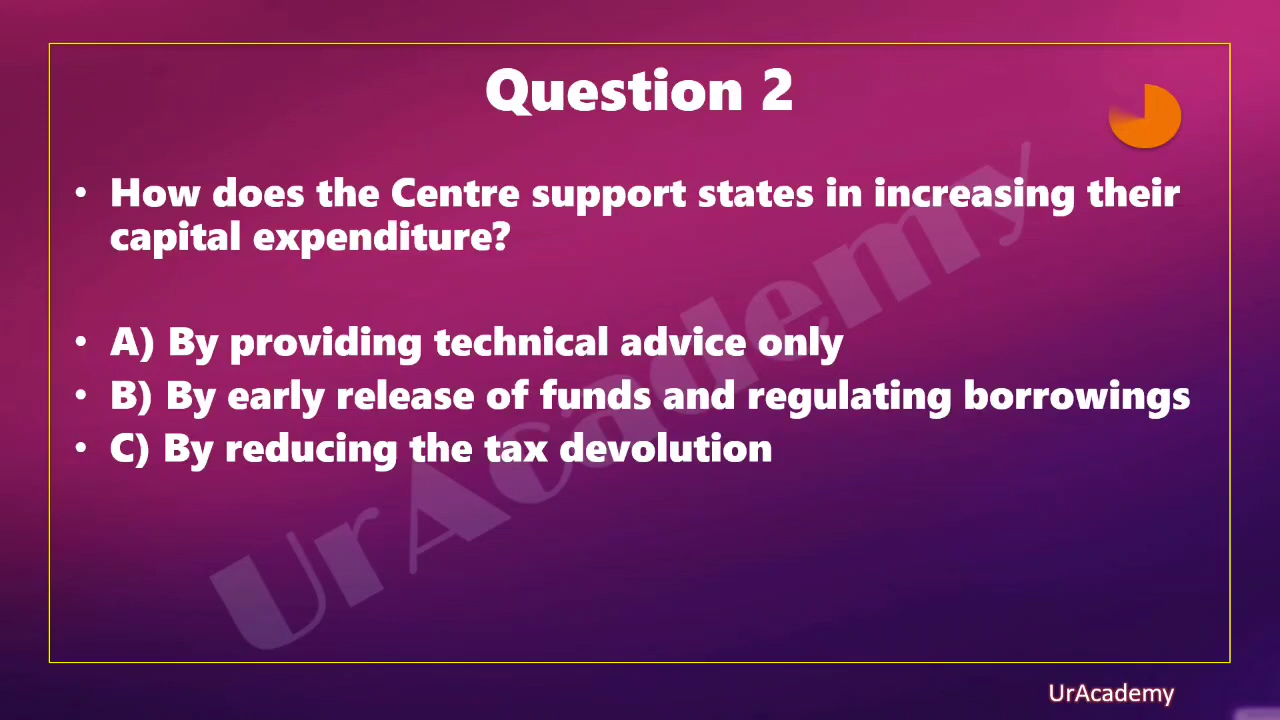 Question 2
• How does the Centre support states in increasing their
capital expenditure?
• A) By providing technical advice only
• B) By early release of funds and regulating borrowings
• C) By reducing the tax devolution
UrAcademy
UrAcademy